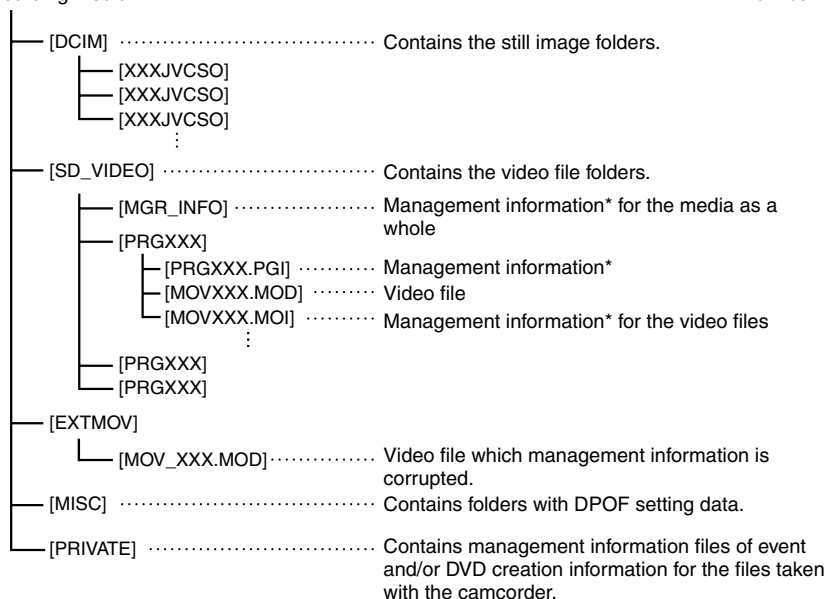 [DCIM] Contains the still image folders.
[XXXJVCSO]
[XXXJVCSO]
[XXXJVCSO]
[SD_VIDEO] Contains the video file folders.
[MGR_INFO] Management information* for the media as a
whole
[PRGXXX]
[PRGXXX.PGI] Management information*
[MOVXXX.MOD] Video file
[MOVXXX.MOI] Management information* for the video files
[PRGXXX]
[PRGXXX]
[EXTMOV]
[MOV_XXX.MOD] Video file which management information is
corrupted.
[MISC] Contains folders with DPOF setting data.
[PRIVATE] Contains management information files of event
and/or DVD creation information for the files taken
with the camcorder.